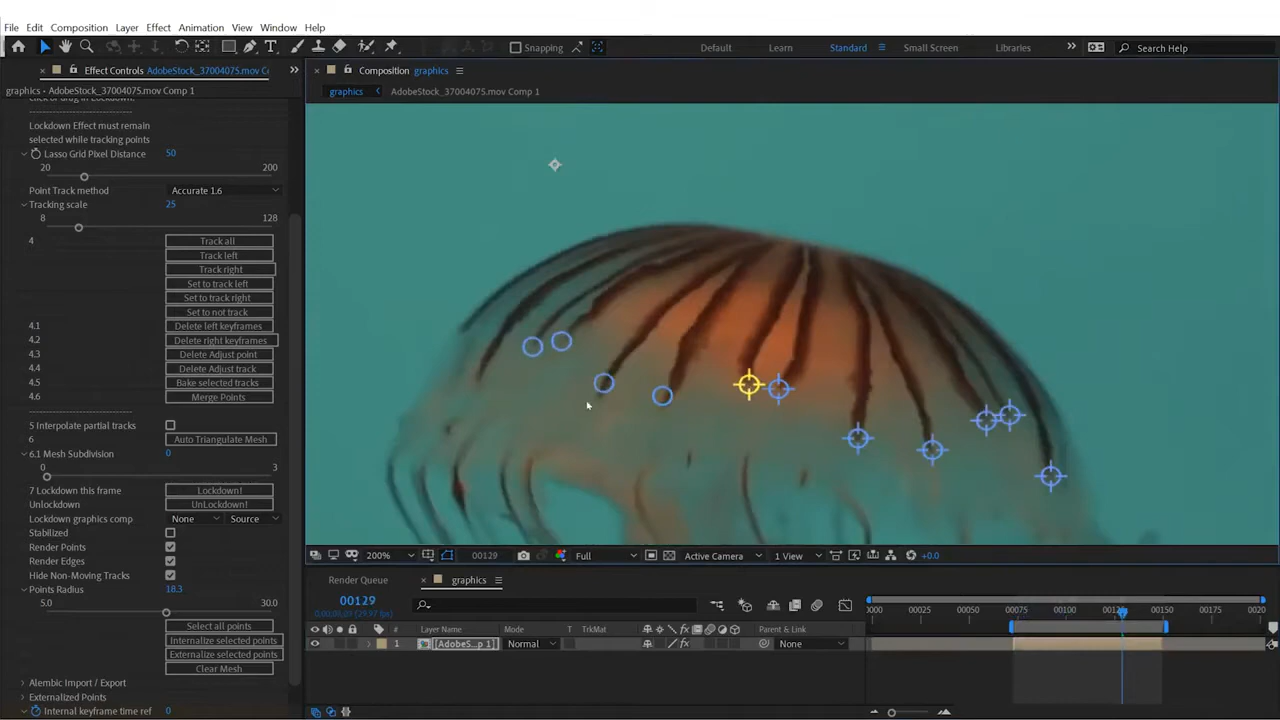 File Edit Composition Layer Effect Animation View Window Help
Snapping Default Learn Standard Small Screen Libraries Search Help
Effect Controls AdobeStock_37004075.mov Co
Composition graphics
graphics • AdobeStock_37004075.mov Comp 1
graphics AdobeStock_37004075.mov Comp 1
click or drag in Lockdown.
Lockdown Effect must remain
selected while tracking points
Lasso Grid Pixel Distance 50
20 200
Point Track method Accurate 1.6
Tracking scale 25
8 128
4 Track all
Track left
Track right
Set to track left
Set to track right
Set to not track
4.1 Delete left keyframes
4.2 Delete right keyframes
4.3 Delete Adjust point
4.4 Delete Adjust track
4.5 Bake selected tracks
4.6 Merge Points
5 Interpolate partial tracks
6 Auto Triangulate Mesh
6.1 Mesh Subdivision 0
0 3
7 Lockdown this frame Lockdown!
Unlockdown UnLockdown!
Lockdown graphics comp None Source
Stabilized
Render Points
Render Edges
Hide Non-Moving Tracks
Points Radius 18.3
5.0 30.0
Select all points
Internalize selected points
Externalize selected points
Clear Mesh
Alembic Import / Export
Externalized Points
Internal keyframe time ref 0
200% 00129 Full Active Camera 1 View +0.0
Render Queue graphics
00129
0000 00025 00050 00075 00100 00150 00175 0020
# Layer Name Mode T TrkMat Parent & Link
1 [AdobeS...p 1] Normal None